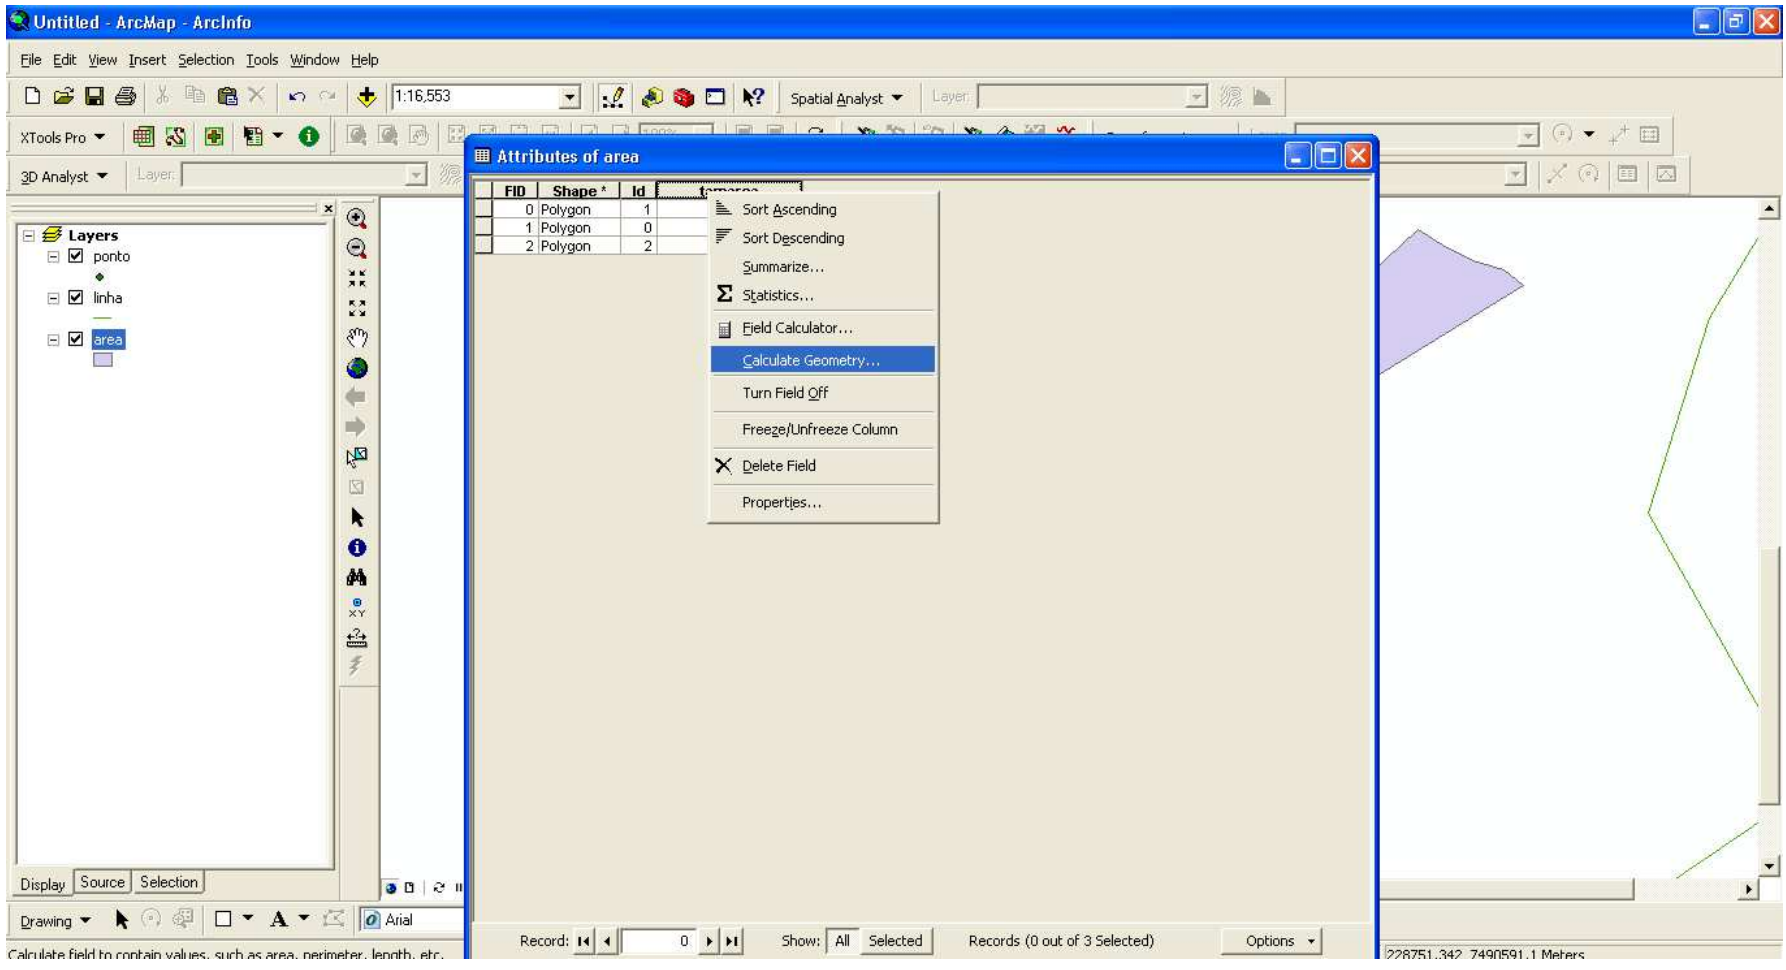 Untitled - ArcMap - ArcInfo
File Edit View Insert Selection Tools Window Help
1:16,553
Spatial Analyst
Layer:
XTools Pro
3D Analyst
Layer:
Attributes of area
FID Shape * Id
0 Polygon 1
1 Polygon 0
2 Polygon 2
Sort Ascending
Sort Descending
Summarize...
Statistics...
Field Calculator...
Calculate Geometry...
Turn Field Off
Freeze/Unfreeze Column
Delete Field
Properties...
Layers
ponto
linha
area
XY
Display Source Selection
Drawing
A
Arial
Record: 0
Show: All Selected
Records (0 out of 3 Selected)
Options
Calculate field to contain values, such as area, perimeter, length, etc.
228751,342 7490591,1 Meters